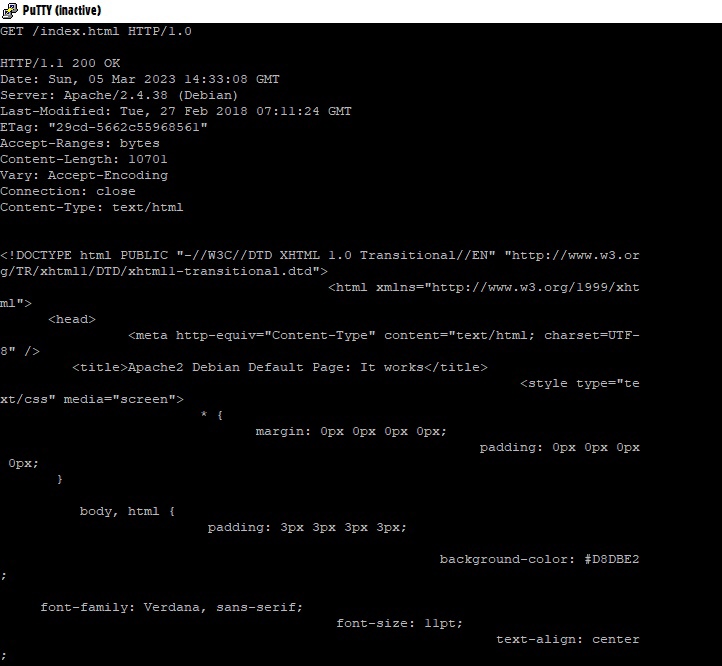 PuTTY (inactive)
GET /index.html HTTP/1.0
HTTP/1.1 200 OK
Date: Sun, 05 Mar 2023 14:33:08 GMT
Server: Apache/2.4.38 (Debian)
Last-Modified: Tue, 27 Feb 2018 07:11:24 GMT
ETag: "29cd-5662c55968561"
Accept-Ranges: bytes
Content-Length: 10701
Vary: Accept-Encoding
Connection: close
Content-Type: text/html
<!DOCTYPE html PUBLIC "-//W3C//DTD XHTML 1.0 Transitional//EN" "http://www.w3.or
g/TR/xhtml1/DTD/xhtml1-transitional.dtd">
<html xmlns="http://www.w3.org/1999/xht
ml">
<head>
<meta http-equiv="Content-Type" content="text/html; charset=UTF-
8" />
<title>Apache2 Debian Default Page: It works</title>
<style type="te
xt/css" media="screen">
* {
margin: 0px 0px 0px 0px;
padding: 0px 0px 0px
0px;
}
body, html {
padding: 3px 3px 3px 3px;
background-color: #D8DBE2
;
font-family: Verdana, sans-serif;
font-size: 11pt;
text-align: center
;